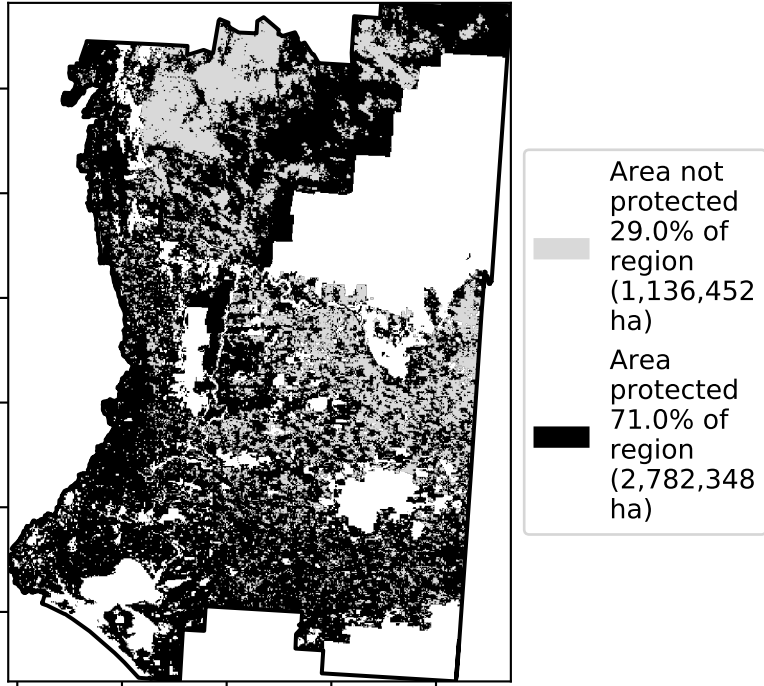 Area not
protected
29.0% of
region
(1,136,452
ha)
Area
protected
71.0% of
region
(2,782,348
ha)